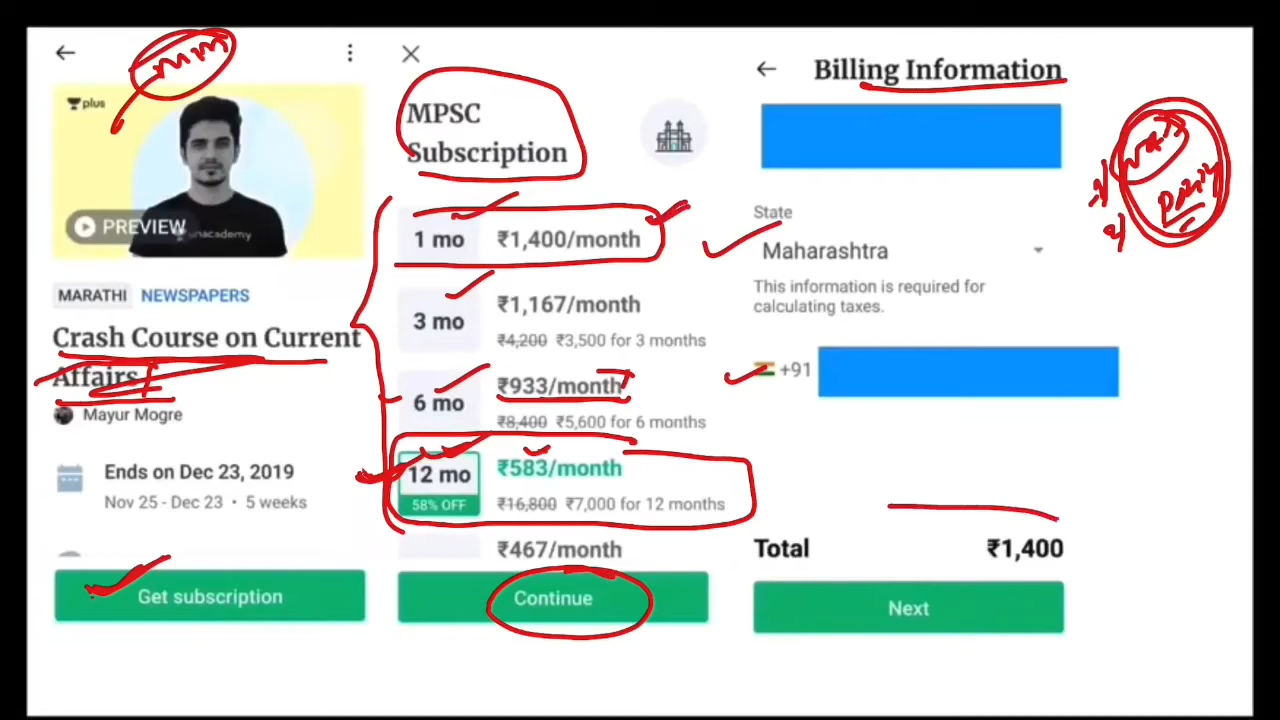 plus
PREVIEW
unacademy
MARATHI NEWSPAPERS
Crash Course on Current
Affairs
Mayur Mogre
Ends on Dec 23, 2019
Nov 25 - Dec 23 • 5 weeks
Get subscription
MPSC
Subscription
1 mo ₹1,400/month
3 mo ₹1,167/month
₹4,200 ₹3,500 for 3 months
6 mo ₹933/month
₹8,400 ₹5,600 for 6 months
12 mo ₹583/month
58% OFF ₹16,800 ₹7,000 for 12 months
₹467/month
Continue
Billing Information
State
Maharashtra
This information is required for
calculating taxes.
+91
Total ₹1,400
Next